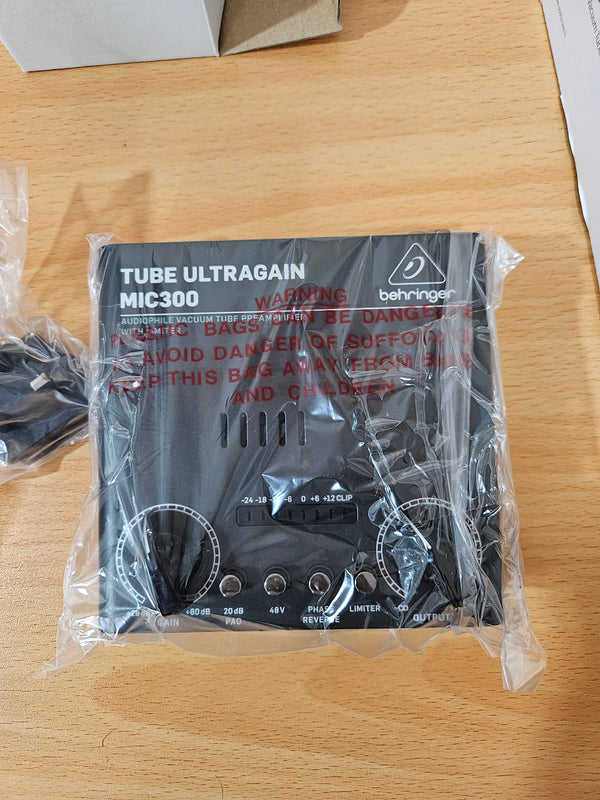 TUBE ULTRAGAIN
MIC300
behringer
AUDIOPHILE VACUUM TUBE PREAMPLIFIER
WITH LIMITER
WARNING
PLASTIC BAGS CAN BE DANGEROUS
TO AVOID DANGER OF SUFFOCATION
KEEP THIS BAG AWAY FROM BABIES
AND CHILDREN
-24 -18 -12 -6 0 +6 +12 CLIP
+60 dB
GAIN
20 dB
PAD
48 V
PHASE
REVERSE
LIMITER
-OO
OUTPUT